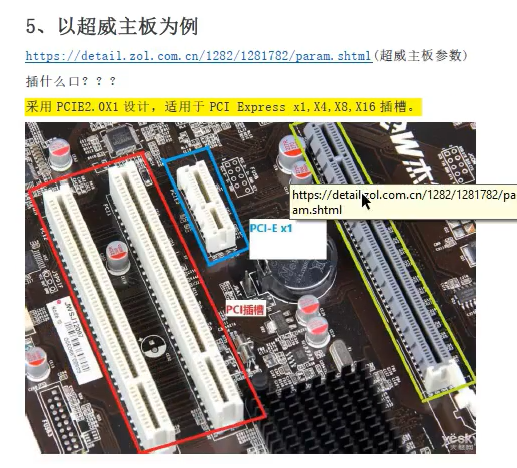 5、以超威主板为例
https://detail.zol.com.cn/1282/1281782/param.shtml(超威主板参数)
插什么口？？？
采用 PCIE2.0X1 设计，适用于 PCI Express x1,X4,X8,X16 插槽。
https://detail.zol.com.cn/1282/1281782/pa
ram.shtml
PCI-E x1
PCI插槽